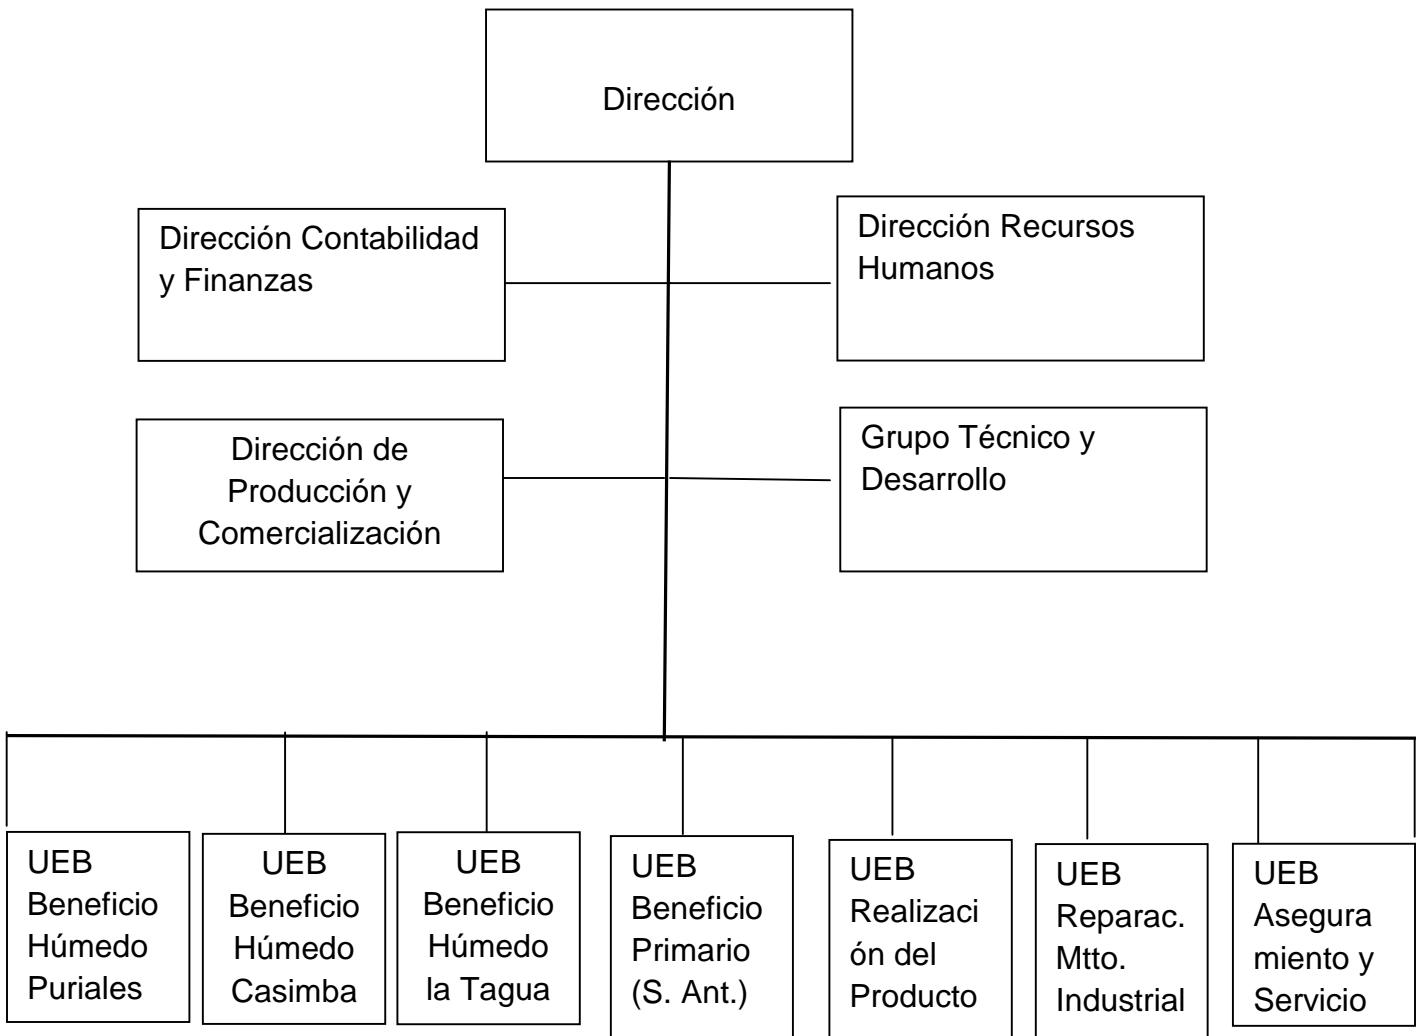 Dirección
Dirección Contabilidad
y Finanzas
Dirección Recursos
Humanos
Dirección de
Producción y
Comercialización
Grupo Técnico y
Desarrollo
UEB
Beneficio
Húmedo
Puriales
UEB
Beneficio
Húmedo
Casimba
UEB
Beneficio
Húmedo
la Tagua
UEB
Beneficio
Primario
(S. Ant.)
UEB
Realizaci
ón del
Producto
UEB
Reparac.
Mtto.
Industrial
UEB
Asegura
miento y
Servicio